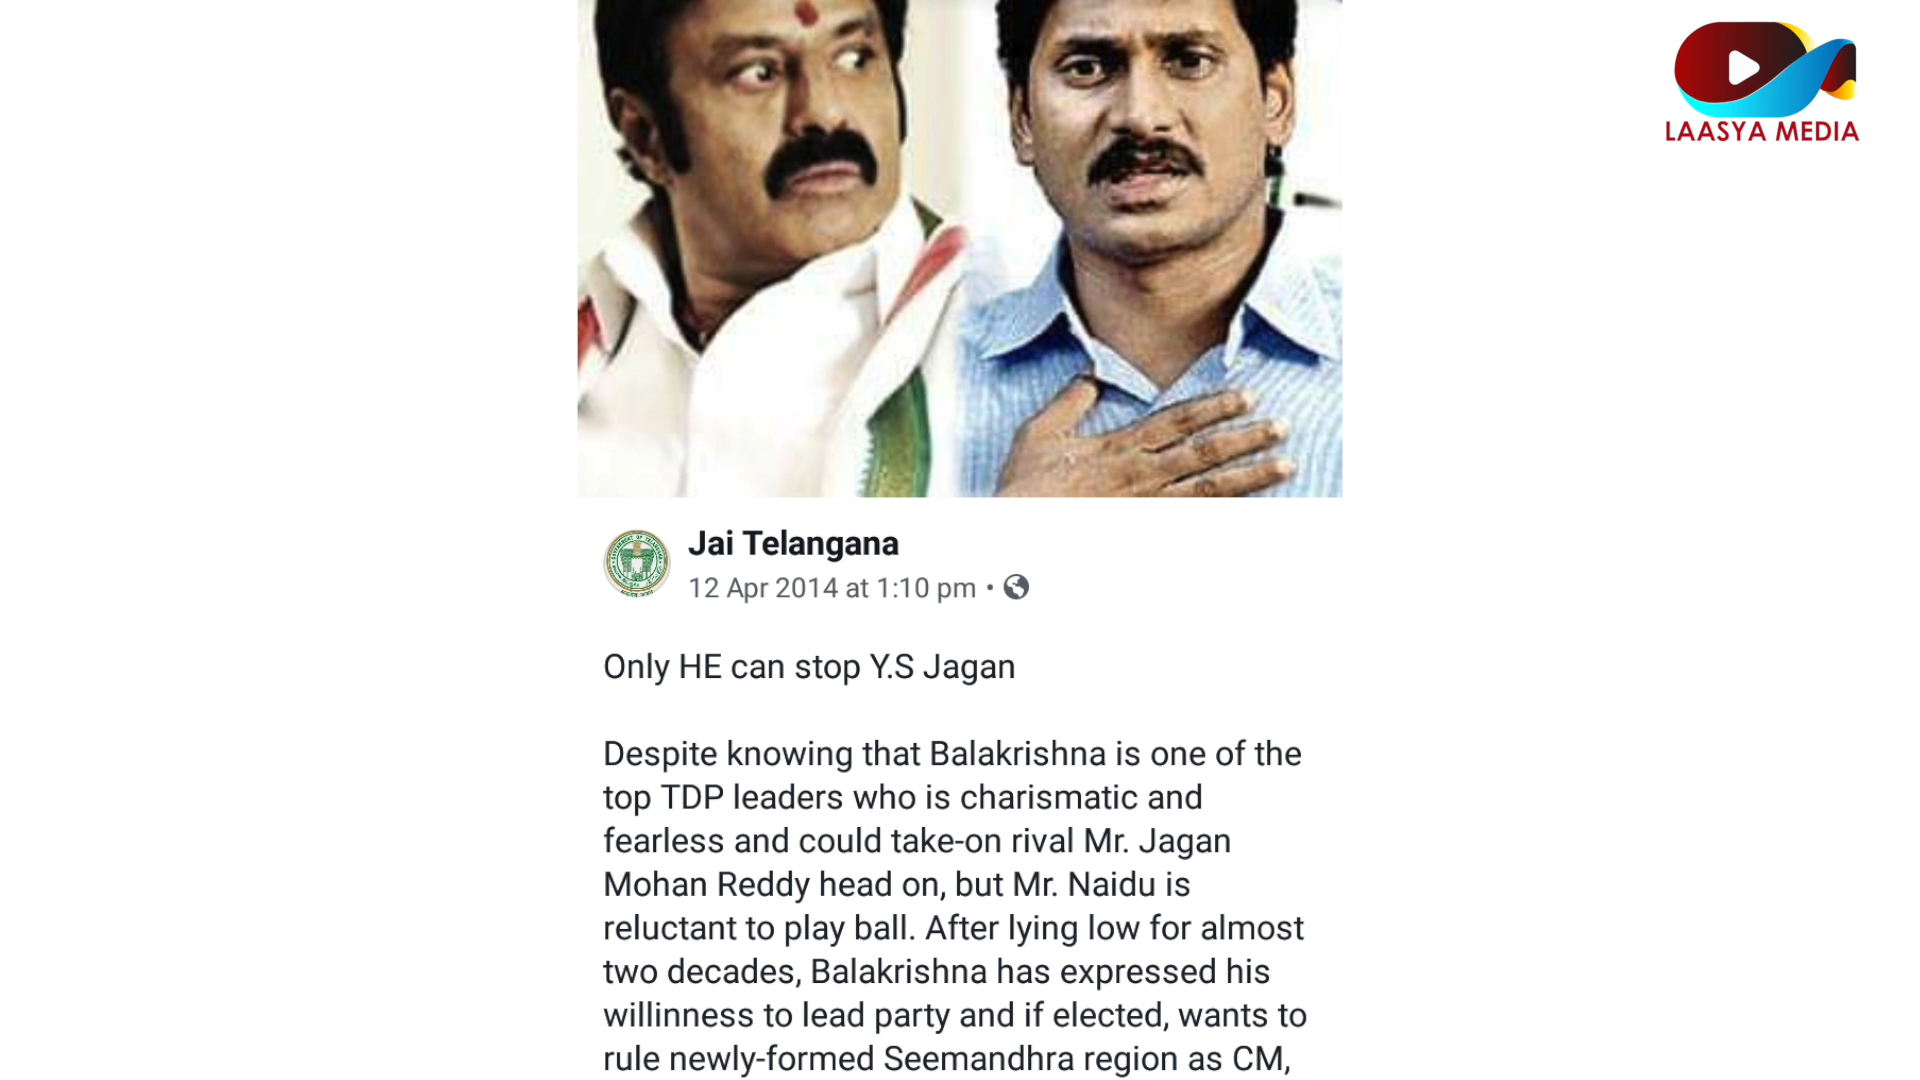 LAASYA MEDIA
Jai Telangana
12 Apr 2014 at 1:10 pm •
Only HE can stop Y.S Jagan
Despite knowing that Balakrishna is one of the
top TDP leaders who is charismatic and
fearless and could take-on rival Mr. Jagan
Mohan Reddy head on, but Mr. Naidu is
reluctant to play ball. After lying low for almost
two decades, Balakrishna has expressed his
willinness to lead party and if elected, wants to
rule newly-formed Seemandhra region as CM,